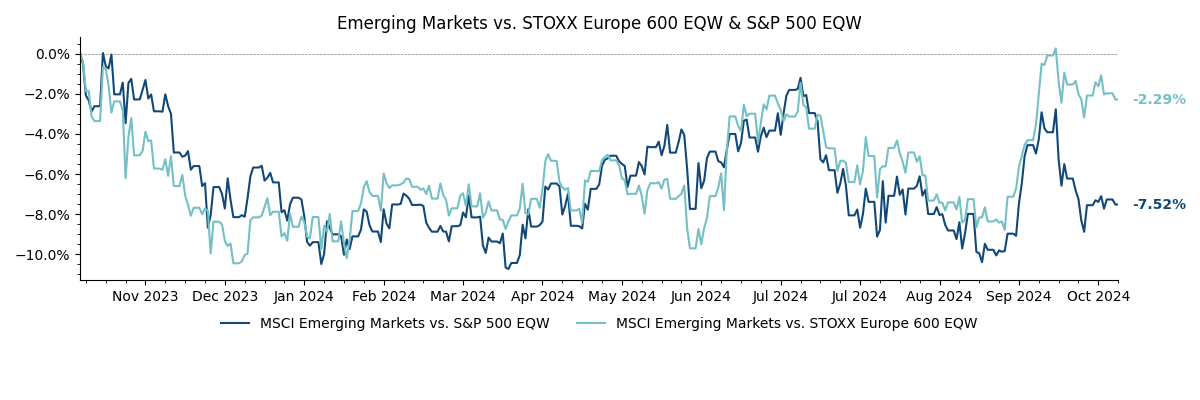 Emerging Markets vs. STOXX Europe 600 EQW & S&P 500 EQW
0.0%
−2.0%
−4.0%
−6.0%
−8.0%
−10.0%
-2.29%
-7.52%
Nov 2023 Dec 2023 Jan 2024 Feb 2024 Mar 2024 Apr 2024 May 2024 Jun 2024 Jul 2024 Jul 2024 Aug 2024 Sep 2024 Oct 2024
MSCI Emerging Markets vs. S&P 500 EQW MSCI Emerging Markets vs. STOXX Europe 600 EQW